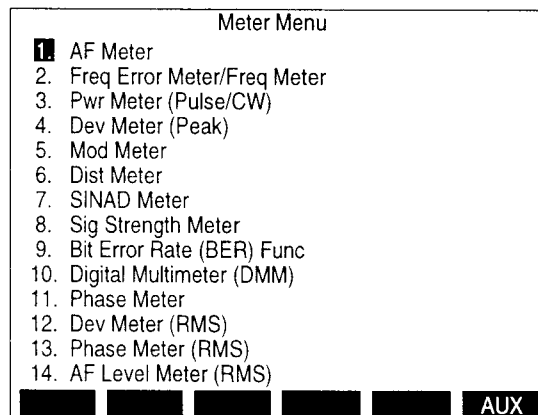 Meter Menu
1. AF Meter
2. Freq Error Meter/Freq Meter
3. Pwr Meter (Pulse/CW)
4. Dev Meter (Peak)
5. Mod Meter
6. Dist Meter
7. SINAD Meter
8. Sig Strength Meter
9. Bit Error Rate (BER) Func
10. Digital Multimeter (DMM)
11. Phase Meter
12. Dev Meter (RMS)
13. Phase Meter (RMS)
14. AF Level Meter (RMS)
AUX